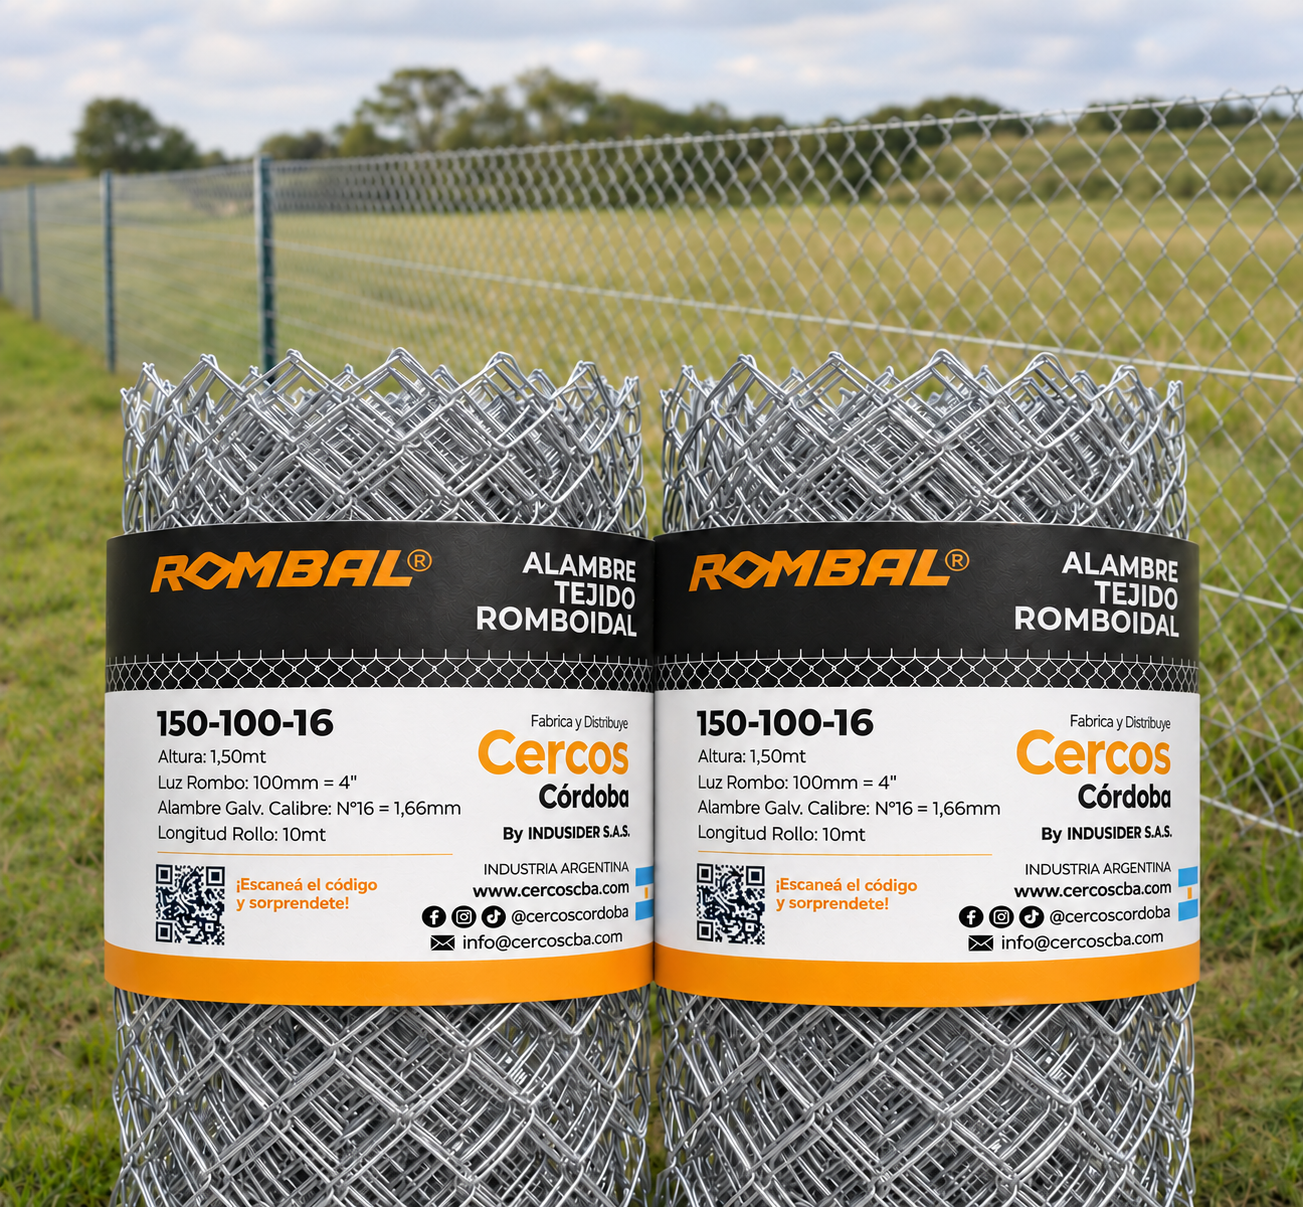 ROMBAL®
ALAMBRE
TEJIDO
ROMBOIDAL
150-100-16
Altura: 1,50mt
Luz Rombo: 100mm = 4"
Alambre Galv. Calibre: N°16 = 1,66mm
Longitud Rollo: 10mt
¡Escaneá el código
y sorprendete!
Fabrica y Distribuye
Cercos
Córdoba
By INDUSIDER S.A.S.
INDUSTRIA ARGENTINA
www.cercoscba.com
@cercoscordoba
info@cercoscba.com
ROMBAL®
ALAMBRE
TEJIDO
ROMBOIDAL
150-100-16
Altura: 1,50mt
Luz Rombo: 100mm = 4"
Alambre Galv. Calibre: N°16 = 1,66mm
Longitud Rollo: 10mt
¡Escaneá el código
y sorprendete!
Fabrica y Distribuye
Cercos
Córdoba
By INDUSIDER S.A.S.
INDUSTRIA ARGENTINA
www.cercoscba.com
@cercoscordoba
info@cercoscba.com